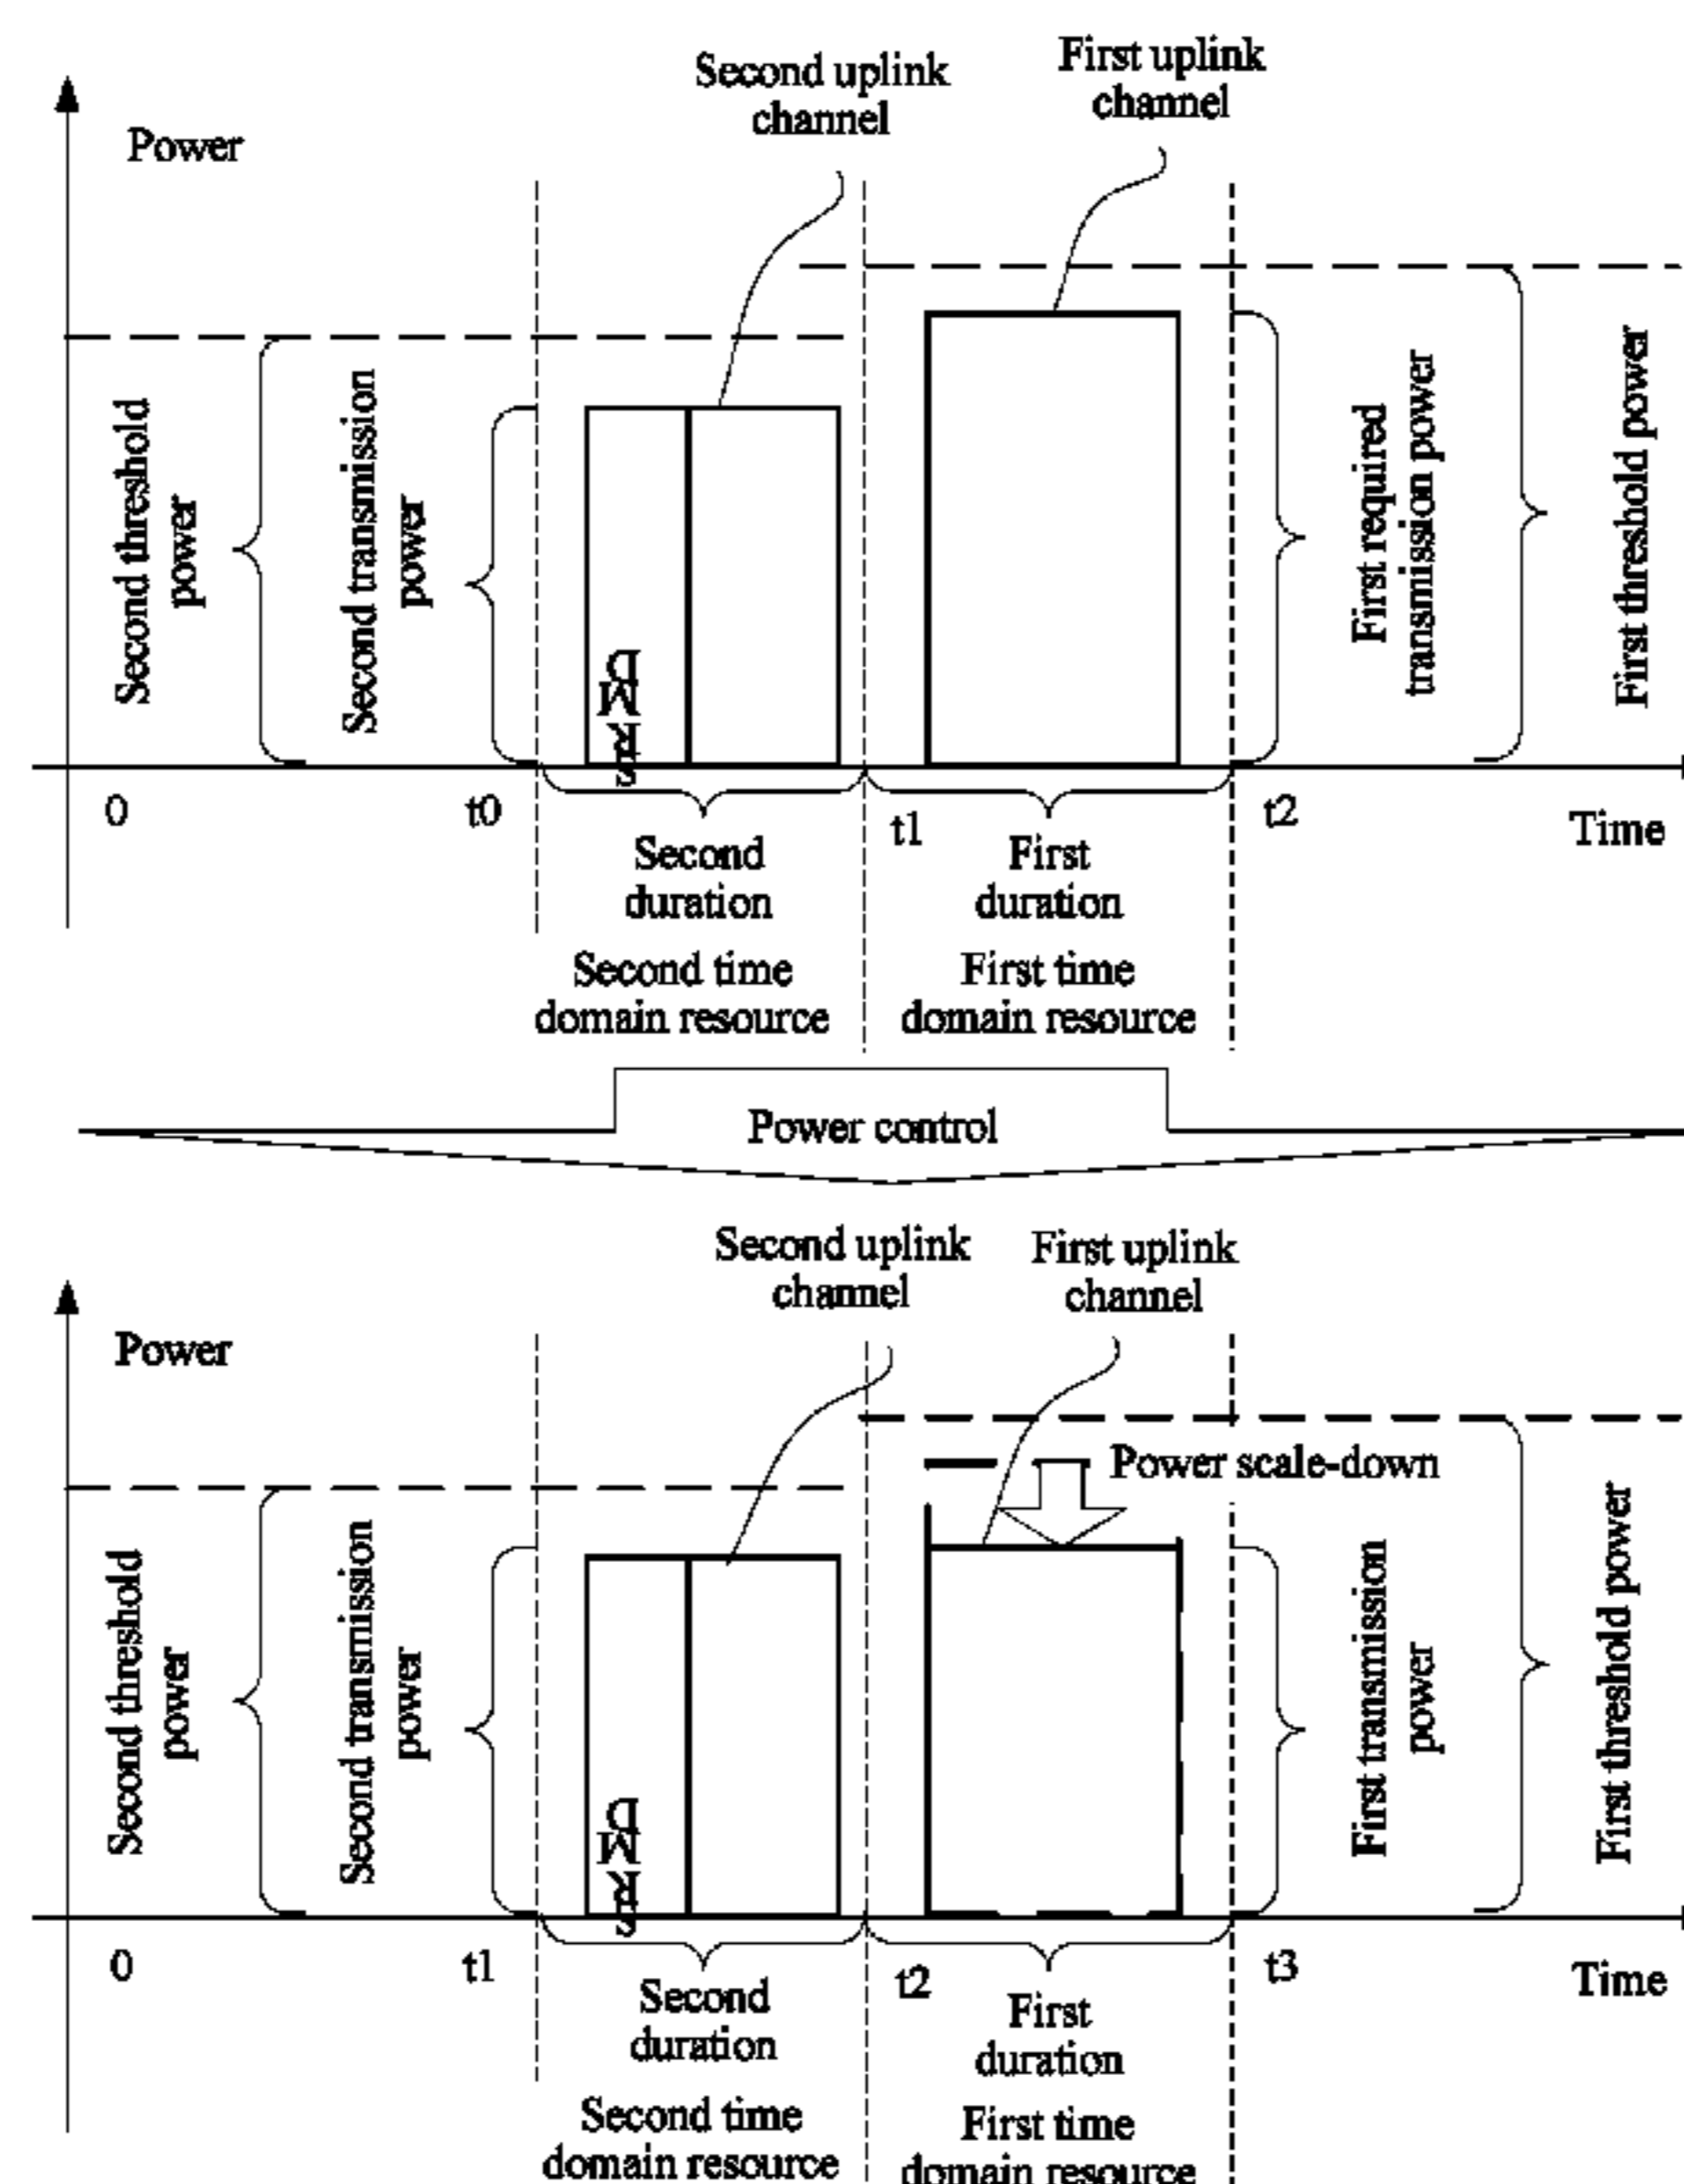 Second uplink
channel
First uplink
channel
Power
Second threshold
power
Second transmission
power
DMRS
First required
transmission power
First threshold power
0
t0
t1
t2
Time
Second
duration
First
duration
Second time
domain resource
First time
domain resource
Power control
Second uplink
channel
First uplink
channel
Power
Power scale-down
Second threshold
power
Second transmission
power
DMRS
First transmission
power
First threshold power
0
t1
t2
t3
Time
Second
duration
First
duration
Second time
domain resource
First time
domain resource